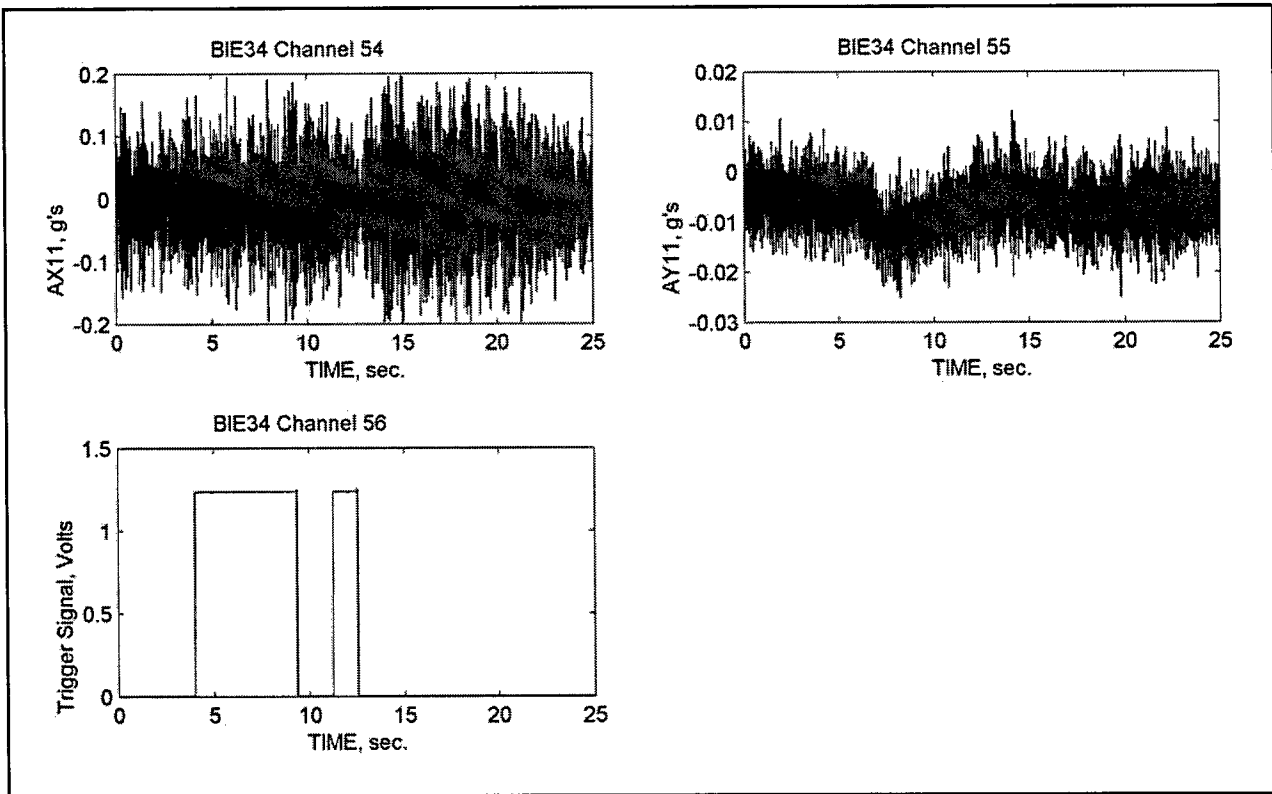 BIE34 Channel 54
0.2
0.1
0
-0.1
-0.2
AX11, g's
0 5 10 15 20 25
TIME, sec.
BIE34 Channel 55
0.02
0.01
0
-0.01
-0.02
-0.03
AY11, g's
0 5 10 15 20 25
TIME, sec.
BIE34 Channel 56
1.5
1
0.5
0
Trigger Signal, Volts
0 5 10 15 20 25
TIME, sec.